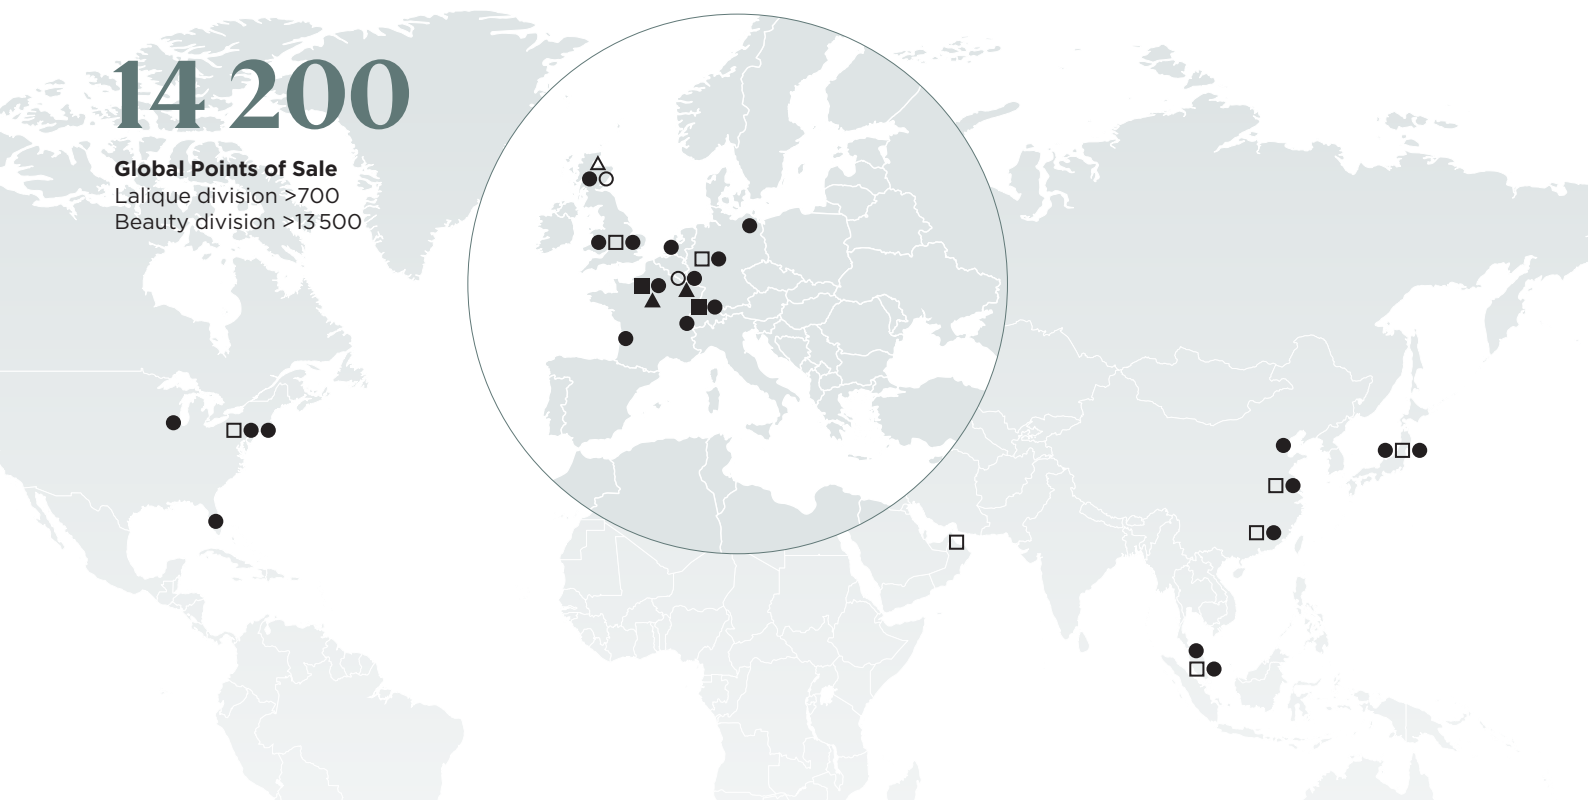 14 200
Global Points of Sale
Lalique division >700
Beauty division >13 500